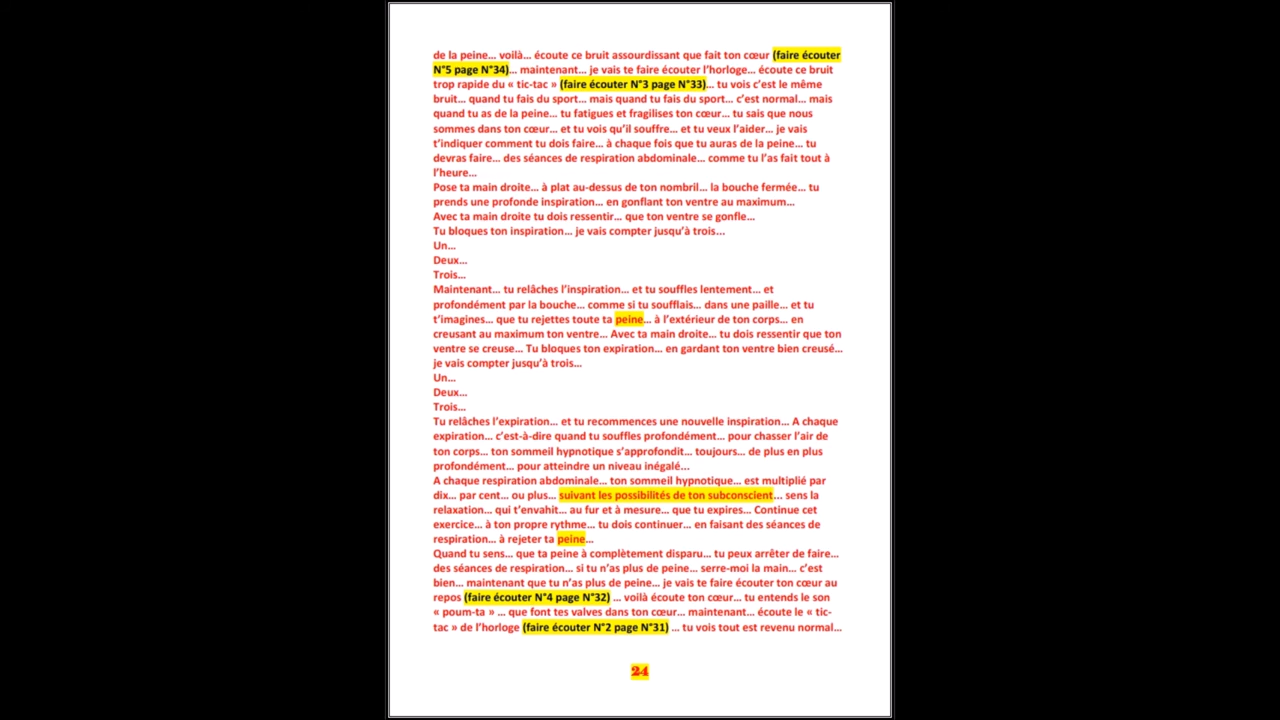 de la peine… voilà… écoute ce bruit assourdissant que fait ton cœur (faire écouter
N°5 page N°34)… maintenant… je vais te faire écouter l’horloge… écoute ce bruit
trop rapide du « tic-tac » (faire écouter N°3 page N°33)… tu vois c’est le même
bruit… quand tu fais du sport… mais quand tu fais du sport… c’est normal… mais
quand tu as de la peine… tu fatigues et fragilises ton cœur… tu sais que nous
sommes dans ton cœur… et tu vois qu’il souffre… et tu veux l’aider… je vais
t’indiquer comment tu dois faire… à chaque fois que tu auras de la peine… tu
devras faire… des séances de respiration abdominale… comme tu l’as fait tout à
l’heure…
Pose ta main droite… à plat au-dessus de ton nombril… la bouche fermée… tu
prends une profonde inspiration… en gonflant ton ventre au maximum…
Avec ta main droite tu dois ressentir… que ton ventre se gonfle…
Tu bloques ton inspiration… je vais compter jusqu’à trois...
Un…
Deux…
Trois…
Maintenant… tu relâches l’inspiration… et tu souffles lentement… et
profondément par la bouche… comme si tu soufflais… dans une paille… et tu
t’imagines… que tu rejettes toute ta peine… à l’extérieur de ton corps… en
creusant au maximum ton ventre… Avec ta main droite… tu dois ressentir que ton
ventre se creuse… Tu bloques ton expiration… en gardant ton ventre bien creusé…
je vais compter jusqu’à trois…
Un…
Deux…
Trois…
Tu relâches l’expiration… et tu recommences une nouvelle inspiration… A chaque
expiration… c’est-à-dire quand tu souffles profondément… pour chasser l’air de
ton corps… ton sommeil hypnotique s’approfondit… toujours… de plus en plus
profondément… pour atteindre un niveau inégalé...
A chaque respiration abdominale… ton sommeil hypnotique… est multiplié par
dix… par cent… ou plus… suivant les possibilités de ton subconscient... sens la
relaxation… qui t’envahit… au fur et à mesure… que tu expires… Continue cet
exercice… à ton propre rythme… tu dois continuer… en faisant des séances de
respiration… à rejeter ta peine…
Quand tu sens… que ta peine à complètement disparu… tu peux arrêter de faire…
des séances de respiration… si tu n’as plus de peine… serre-moi la main… c’est
bien… maintenant que tu n’as plus de peine… je vais te faire écouter ton cœur au
repos (faire écouter N°4 page N°32) … voilà écoute ton cœur… tu entends le son
« poum-ta » … que font tes valves dans ton cœur… maintenant… écoute le « tic-
tac » de l’horloge (faire écouter N°2 page N°31) … tu vois tout est revenu normal…
24